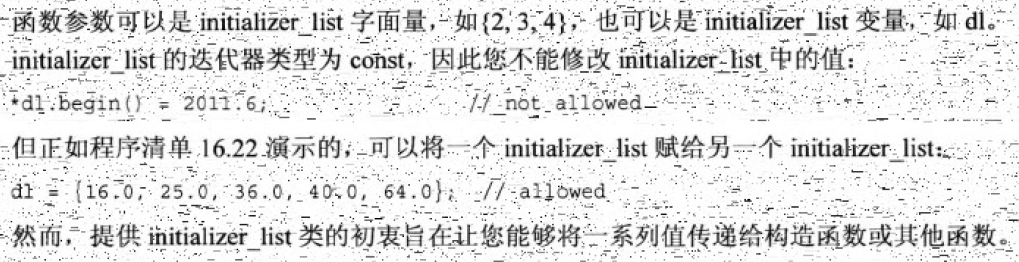 函数参数可以是 initializer_list 字面量，如{2, 3, 4}，也可以是 initializer_list 变量，如 dl。
initializer_list 的迭代器类型为 const，因此您不能修改 initializer_list 中的值：
*dl.begin() = 2011.6;                    // not allowed
但正如程序清单 16.22 演示的，可以将一个 initializer_list 赋给另一个 initializer_list：
dl = {16.0, 25.0, 36.0, 40.0, 64.0};  // allowed
然而，提供 initializer_list 类的初衷旨在让您能够将一系列值传递给构造函数或其他函数。